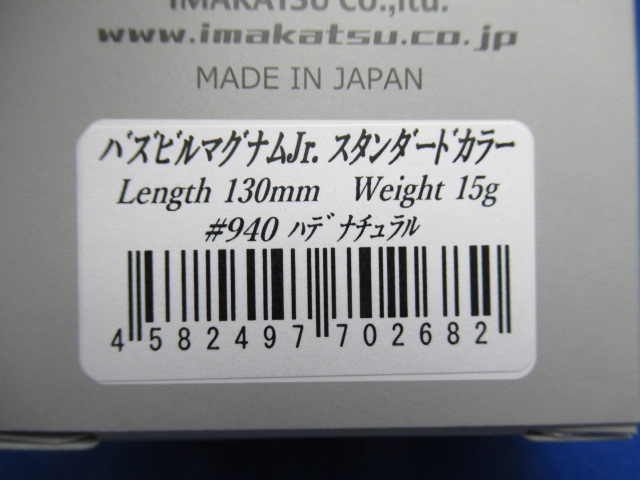 IMAKATSU Co.,ltd.
www.imakatsu.co.jp
MADE IN JAPAN
バズビルマグナムJr. スタンダードカラー
Length 130mm Weight 15g
#940 ハデナチュラル
4 582497 702682